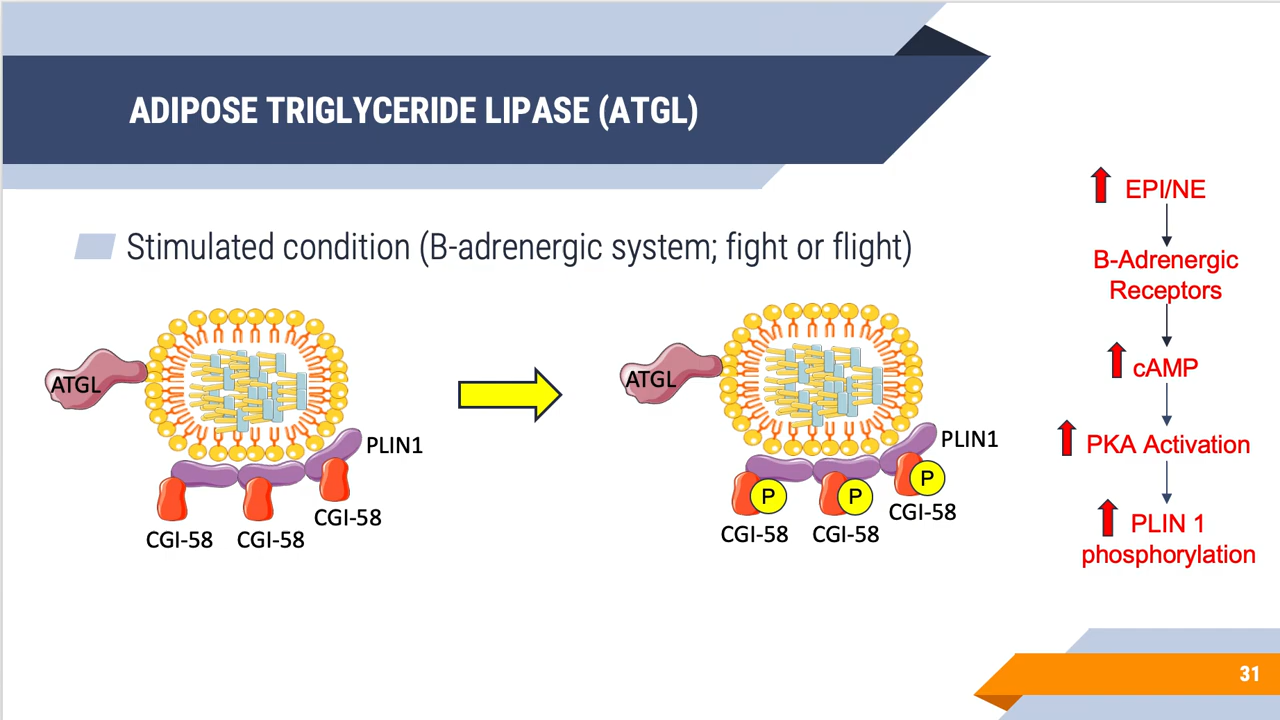 ADIPOSE TRIGLYCERIDE LIPASE (ATGL)
Stimulated condition (B-adrenergic system; fight or flight)
ATGL
PLIN1
CGI-58
CGI-58
CGI-58
ATGL
PLIN1
P
P
P
CGI-58
CGI-58
CGI-58
EPI/NE
B-Adrenergic
Receptors
cAMP
PKA Activation
PLIN 1
phosphorylation
31